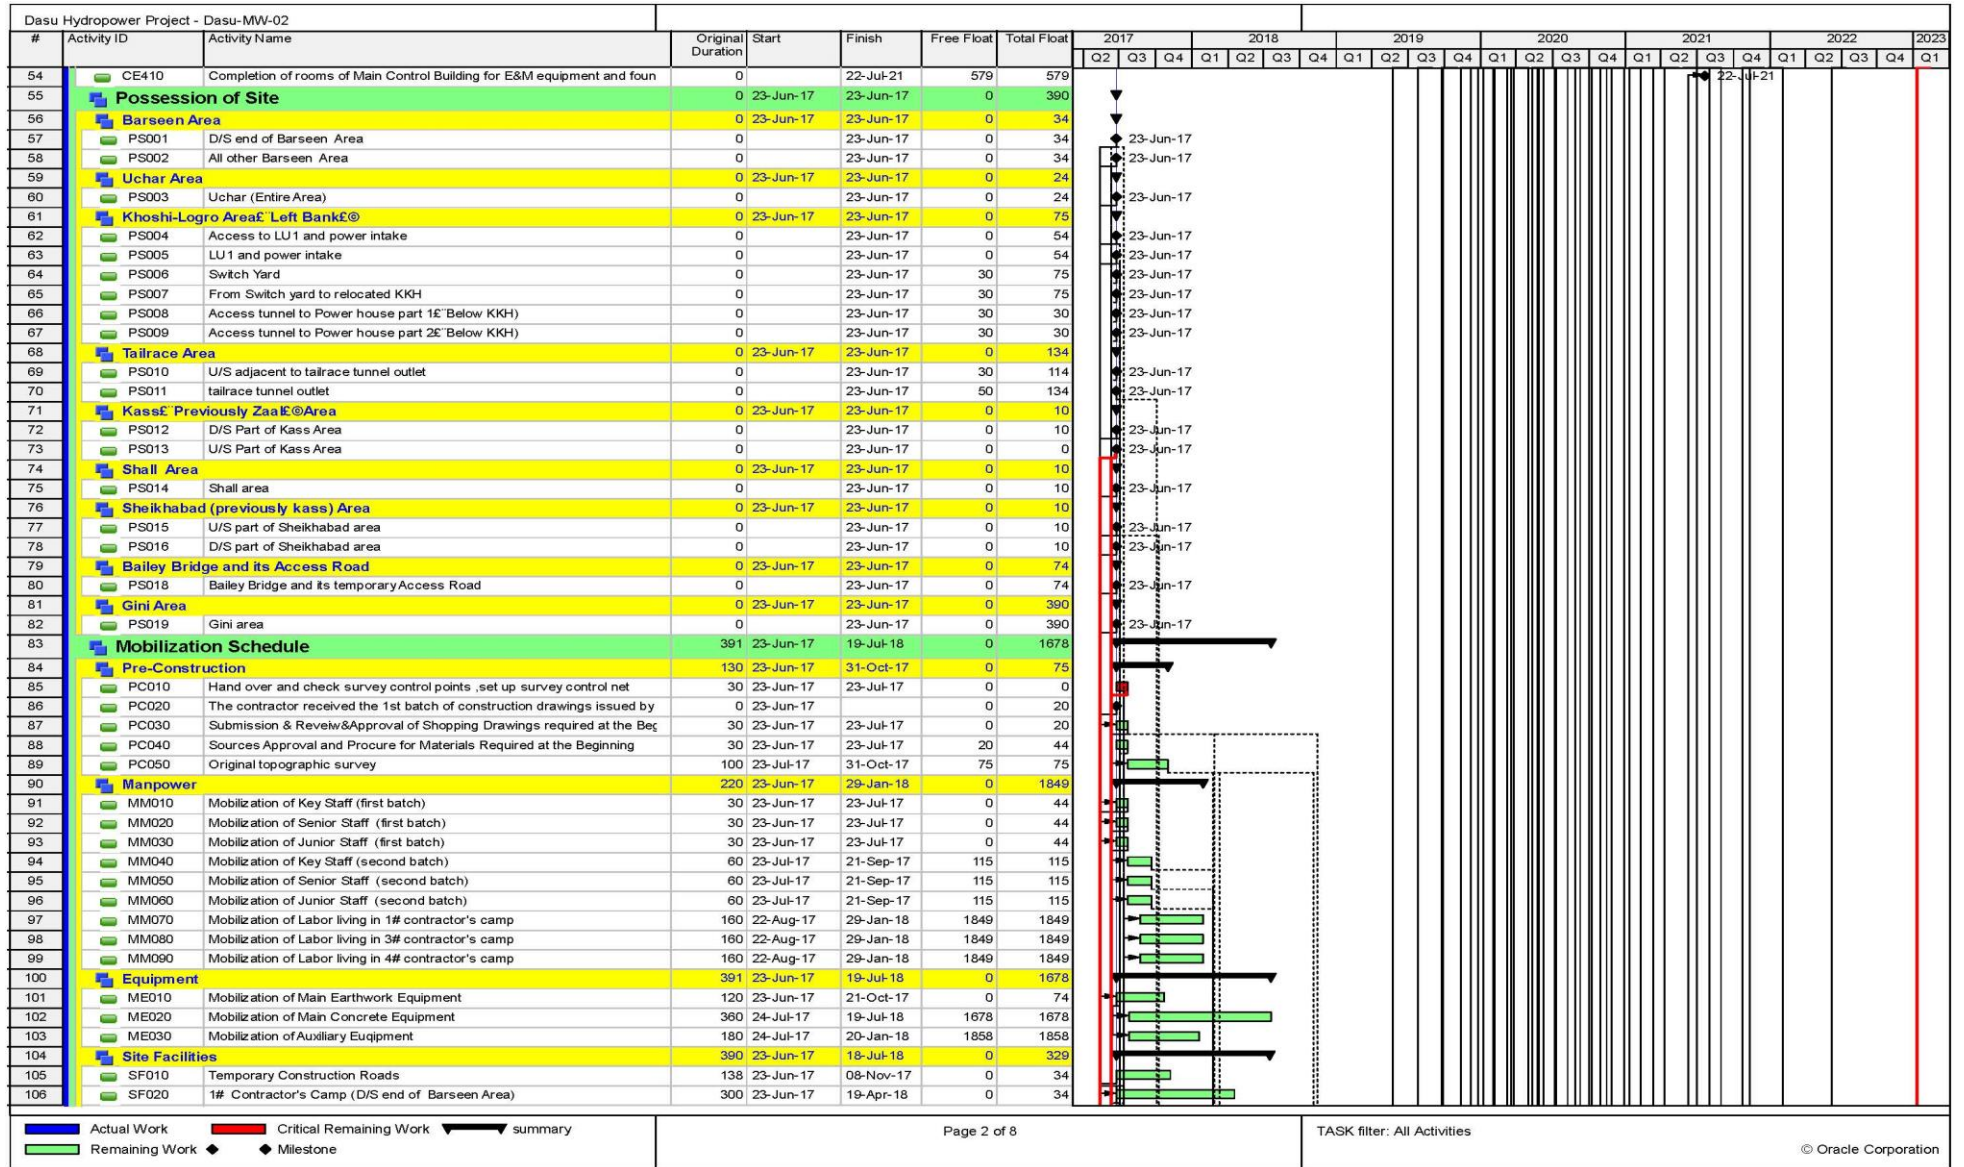 Dasu Hydropower Project - Dasu-MW-02
# Activity ID Activity Name Original Duration Start Finish Free Float Total Float 2017 2018 2019 2020 2021 2022 2023
Q2 Q3 Q4 Q1 Q2 Q3 Q4 Q1 Q2 Q3 Q4 Q1 Q2 Q3 Q4 Q1 Q2 Q3 Q4 Q1 Q2 Q3 Q4 Q1
54 CE410 Completion of rooms of Main Control Building for E&M equipment and foun 0 22-Jul-21 579 579 22-Jul-21
55 Possession of Site 0 23-Jun-17 23-Jun-17 0 390
56 Barseen Area 0 23-Jun-17 23-Jun-17 0 34
57 PS001 D/S end of Barseen Area 0 23-Jun-17 0 34 23-Jun-17
58 PS002 All other Barseen Area 0 23-Jun-17 0 34 23-Jun-17
59 Uchar Area 0 23-Jun-17 23-Jun-17 0 24
60 PS003 Uchar (Entire Area) 0 23-Jun-17 0 24 23-Jun-17
61 Khoshi-Logro Area£¨Left Bank£© 0 23-Jun-17 23-Jun-17 0 75
62 PS004 Access to LU1 and power intake 0 23-Jun-17 0 54 23-Jun-17
63 PS005 LU1 and power intake 0 23-Jun-17 0 54 23-Jun-17
64 PS006 Switch Yard 0 23-Jun-17 30 75 23-Jun-17
65 PS007 From Switch yard to relocated KKH 0 23-Jun-17 30 75 23-Jun-17
66 PS008 Access tunnel to Power house part 1£¨Below KKH) 0 23-Jun-17 30 30 23-Jun-17
67 PS009 Access tunnel to Power house part 2£¨Below KKH) 0 23-Jun-17 30 30 23-Jun-17
68 Tailrace Area 0 23-Jun-17 23-Jun-17 0 134
69 PS010 U/S adjacent to tailrace tunnel outlet 0 23-Jun-17 30 114 23-Jun-17
70 PS011 tailrace tunnel outlet 0 23-Jun-17 50 134 23-Jun-17
71 Kass£¨Previously Zaal£©Area 0 23-Jun-17 23-Jun-17 0 10
72 PS012 D/S Part of Kass Area 0 23-Jun-17 0 10 23-Jun-17
73 PS013 U/S Part of Kass Area 0 23-Jun-17 0 0 23-Jun-17
74 Shall Area 0 23-Jun-17 23-Jun-17 0 10
75 PS014 Shall area 0 23-Jun-17 0 10 23-Jun-17
76 Sheikhabad (previously kass) Area 0 23-Jun-17 23-Jun-17 0 10
77 PS015 U/S part of Sheikhabad area 0 23-Jun-17 0 10 23-Jun-17
78 PS016 D/S part of Sheikhabad area 0 23-Jun-17 0 10 23-Jun-17
79 Bailey Bridge and its Access Road 0 23-Jun-17 23-Jun-17 0 74
80 PS018 Bailey Bridge and its temporary Access Road 0 23-Jun-17 0 74 23-Jun-17
81 Gini Area 0 23-Jun-17 23-Jun-17 0 390
82 PS019 Gini area 0 23-Jun-17 0 390 23-Jun-17
83 Mobilization Schedule 391 23-Jun-17 19-Jul-18 0 1678
84 Pre-Construction 130 23-Jun-17 31-Oct-17 0 75
85 PC010 Hand over and check survey control points ,set up survey control net 30 23-Jun-17 23-Jul-17 0 0
86 PC020 The contractor received the 1st batch of construction drawings issued by 0 23-Jun-17 0 20
87 PC030 Submission & Reveiw&Approval of Shopping Drawings required at the Beg 30 23-Jun-17 23-Jul-17 0 20
88 PC040 Sources Approval and Procure for Materials Required at the Beginning 30 23-Jun-17 23-Jul-17 20 44
89 PC050 Original topographic survey 100 23-Jul-17 31-Oct-17 75 75
90 Manpower 220 23-Jun-17 29-Jan-18 0 1849
91 MM010 Mobilization of Key Staff (first batch) 30 23-Jun-17 23-Jul-17 0 44
92 MM020 Mobilization of Senior Staff (first batch) 30 23-Jun-17 23-Jul-17 0 44
93 MM030 Mobilization of Junior Staff (first batch) 30 23-Jun-17 23-Jul-17 0 44
94 MM040 Mobilization of Key Staff (second batch) 60 23-Jul-17 21-Sep-17 115 115
95 MM050 Mobilization of Senior Staff (second batch) 60 23-Jul-17 21-Sep-17 115 115
96 MM060 Mobilization of Junior Staff (second batch) 60 23-Jul-17 21-Sep-17 115 115
97 MM070 Mobilization of Labor living in 1# contractor's camp 160 22-Aug-17 29-Jan-18 1849 1849
98 MM080 Mobilization of Labor living in 3# contractor's camp 160 22-Aug-17 29-Jan-18 1849 1849
99 MM090 Mobilization of Labor living in 4# contractor's camp 160 22-Aug-17 29-Jan-18 1849 1849
100 Equipment 391 23-Jun-17 19-Jul-18 0 1678
101 ME010 Mobilization of Main Earthwork Equipment 120 23-Jun-17 21-Oct-17 0 74
102 ME020 Mobilization of Main Concrete Equipment 360 24-Jul-17 19-Jul-18 1678 1678
103 ME030 Mobilization of Auxiliary Euqipment 180 24-Jul-17 20-Jan-18 1858 1858
104 Site Facilities 390 23-Jun-17 18-Jul-18 0 329
105 SF010 Temporary Construction Roads 138 23-Jun-17 08-Nov-17 0 34
106 SF020 1# Contractor's Camp (D/S end of Barseen Area) 300 23-Jun-17 19-Apr-18 0 34
Actual Work Critical Remaining Work summary
Remaining Work Milestone
Page 2 of 8
TASK filter: All Activities
© Oracle Corporation